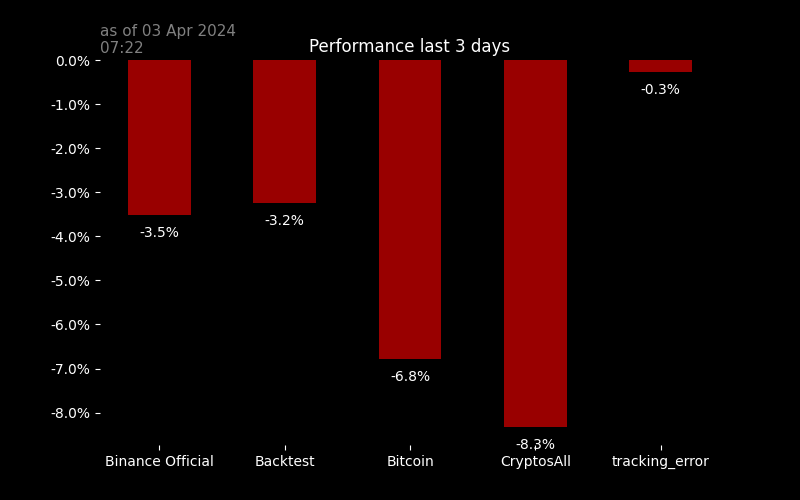 as of 03 Apr 2024
07:22
Performance last 3 days
0.0%
-1.0%
-2.0%
-3.0%
-4.0%
-5.0%
-6.0%
-7.0%
-8.0%
-3.5%
-3.2%
-6.8%
-8.3%
-0.3%
Binance Official
Backtest
Bitcoin
CryptosAll
tracking_error